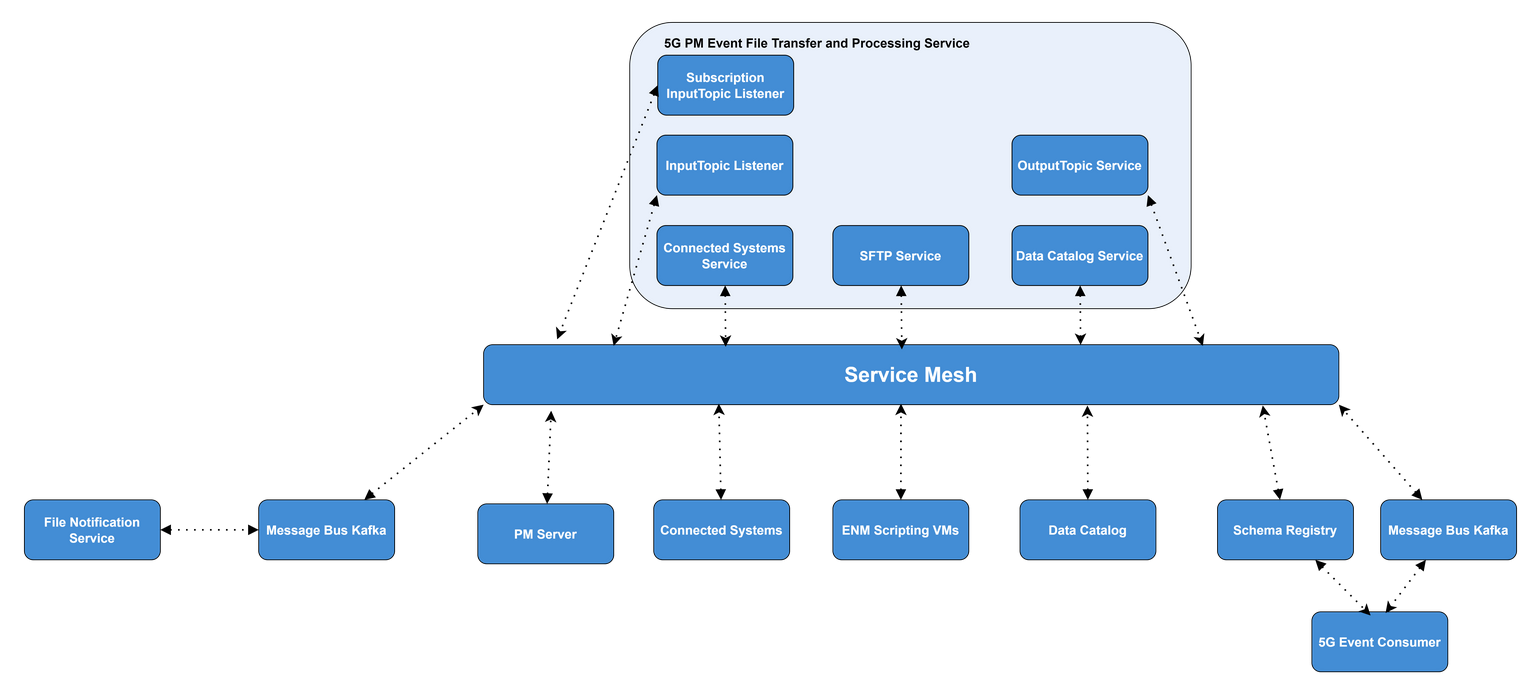 5G PM Event File Transfer and Processing Service
Subscription
InputTopic Listener
InputTopic Listener
OutputTopic Service
Connected Systems
Service
SFTP Service
Data Catalog Service
Service Mesh
File Notification
Service
Message Bus Kafka
PM Server
Connected Systems
ENM Scripting VMs
Data Catalog
Schema Registry
Message Bus Kafka
5G Event Consumer